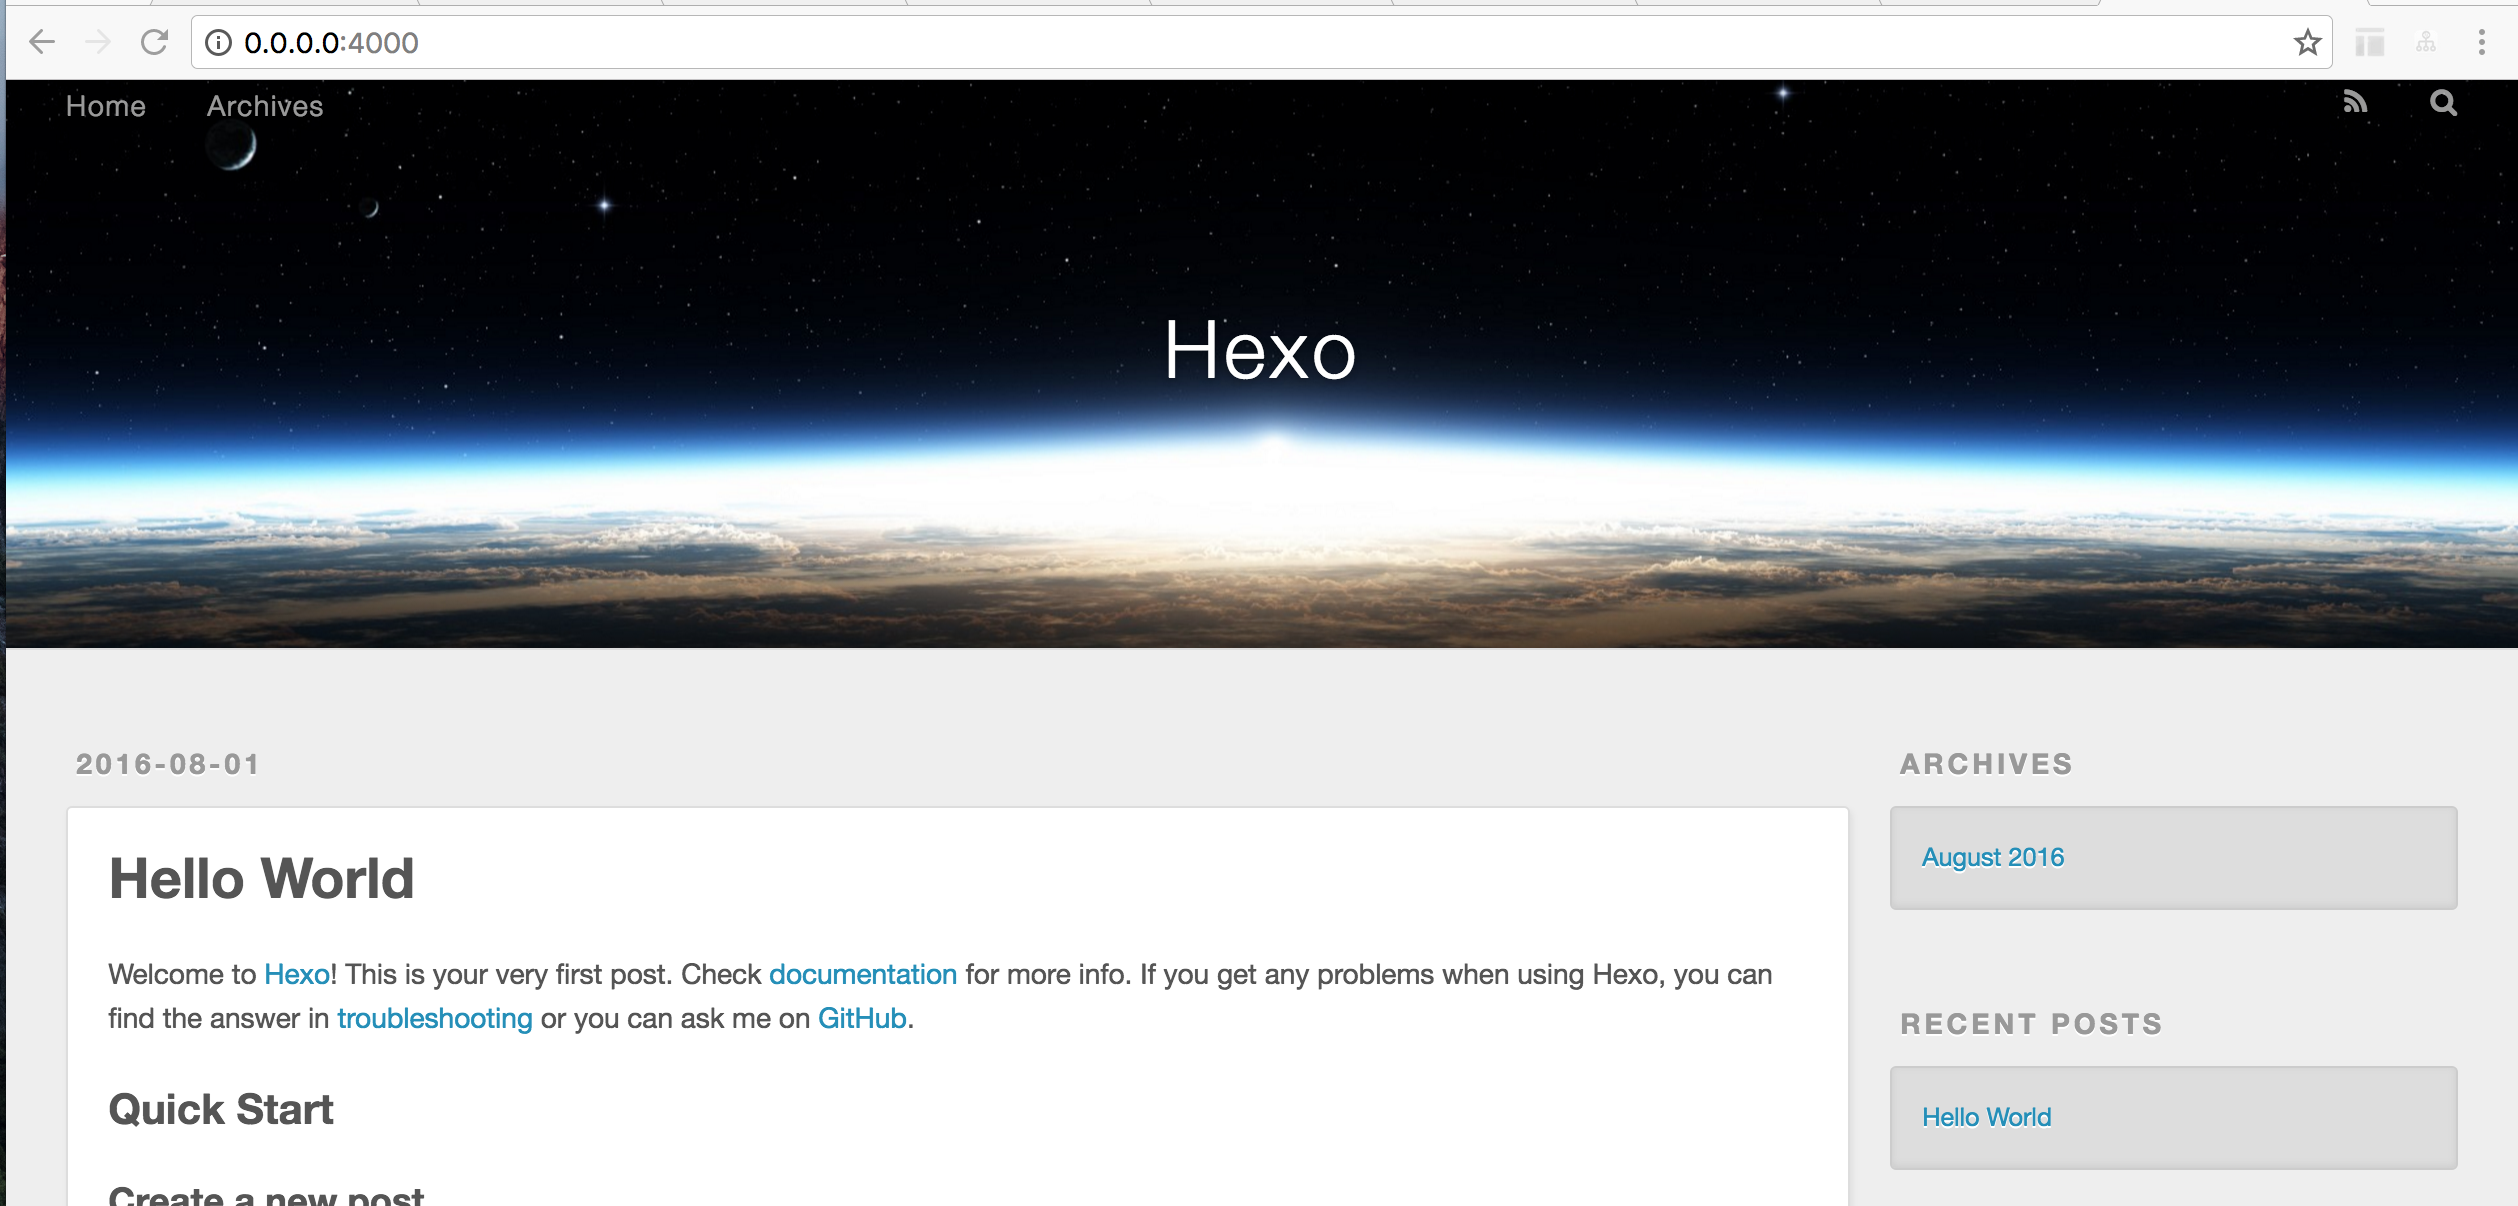 0.0.0.0:4000
Home Archives
Hexo
2016-08-01
Hello World
Welcome to Hexo! This is your very first post. Check documentation for more info. If you get any problems when using Hexo, you can
find the answer in troubleshooting or you can ask me on GitHub.
Quick Start
Create a new post
ARCHIVES
August 2016
RECENT POSTS
Hello World